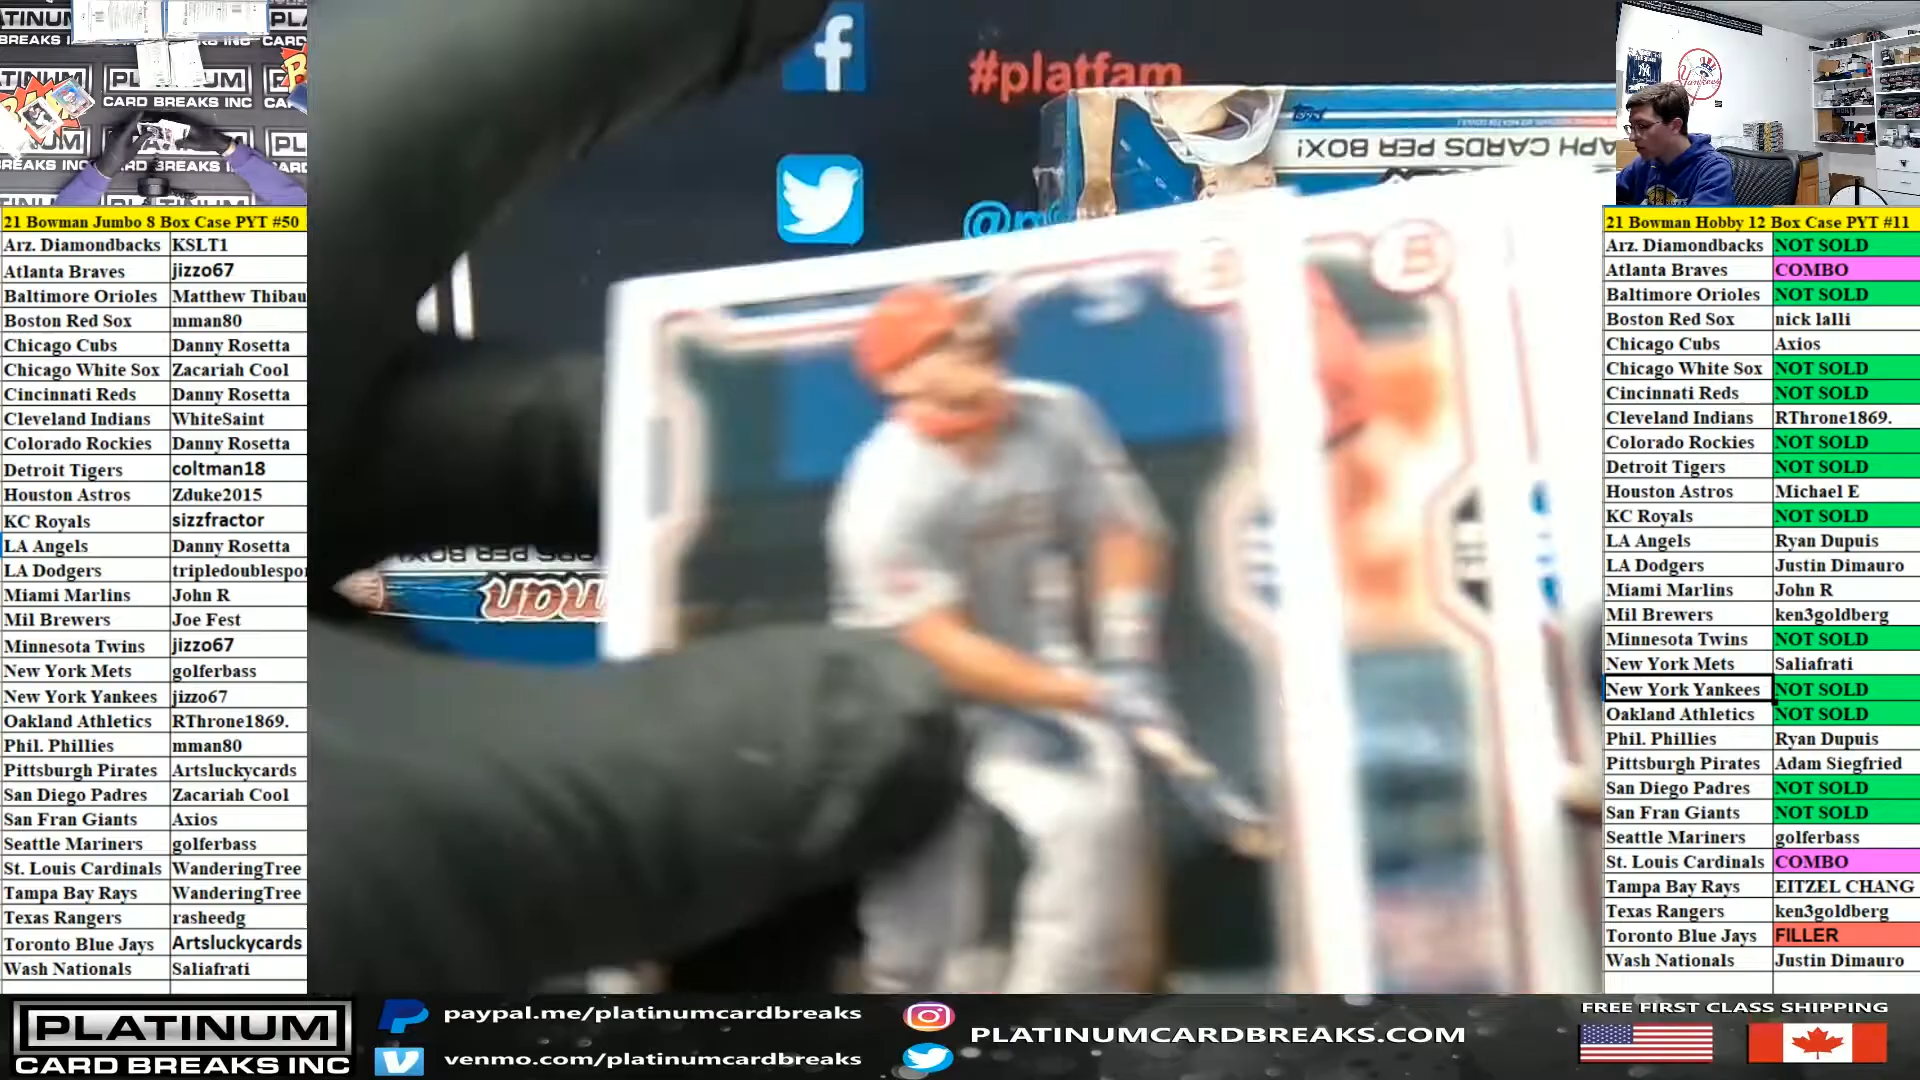 21 Bowman Jumbo 8 Box Case PYT #50
Arz. Diamondbacks KSLT1
Atlanta Braves jizzo67
Baltimore Orioles Matthew Thibau
Boston Red Sox mman80
Chicago Cubs Danny Rosetta
Chicago White Sox Zacariah Cool
Cincinnati Reds Danny Rosetta
Cleveland Indians WhiteSaint
Colorado Rockies Danny Rosetta
Detroit Tigers coltman18
Houston Astros Zduke2015
KC Royals sizzfractor
LA Angels Danny Rosetta
LA Dodgers tripledoublespor
Miami Marlins John R
Mil Brewers Joe Fest
Minnesota Twins jizzo67
New York Mets golferbass
New York Yankees jizzo67
Oakland Athletics RThrone1869.
Phil. Phillies mman80
Pittsburgh Pirates Artsluckycards
San Diego Padres Zacariah Cool
San Fran Giants Axios
Seattle Mariners golferbass
St. Louis Cardinals WanderingTree
Tampa Bay Rays WanderingTree
Texas Rangers rasheedg
Toronto Blue Jays Artsluckycards
Wash Nationals Saliafrati
PLATINUM
CARD BREAKS INC
#platfam
APH CARDS PER BOX!
21 Bowman Hobby 12 Box Case PYT #11
Arz. Diamondbacks NOT SOLD
Atlanta Braves COMBO
Baltimore Orioles NOT SOLD
Boston Red Sox nick lalli
Chicago Cubs Axios
Chicago White Sox NOT SOLD
Cincinnati Reds NOT SOLD
Cleveland Indians RThrone1869.
Colorado Rockies NOT SOLD
Detroit Tigers NOT SOLD
Houston Astros Michael E
KC Royals NOT SOLD
LA Angels Ryan Dupuis
LA Dodgers Justin Dimauro
Miami Marlins John R
Mil Brewers ken3goldberg
Minnesota Twins NOT SOLD
New York Mets Saliafrati
New York Yankees NOT SOLD
Oakland Athletics NOT SOLD
Phil. Phillies Ryan Dupuis
Pittsburgh Pirates Adam Siegfried
San Diego Padres NOT SOLD
San Fran Giants NOT SOLD
Seattle Mariners golferbass
St. Louis Cardinals COMBO
Tampa Bay Rays EITZEL CHANG
Texas Rangers ken3goldberg
Toronto Blue Jays FILLER
Wash Nationals Justin Dimauro
PLATINUM
CARD BREAKS INC
paypal.me/platinumcardbreaks
venmo.com/platinumcardbreaks
PLATINUMCARDBREAKS.COM
FREE FIRST CLASS SHIPPING